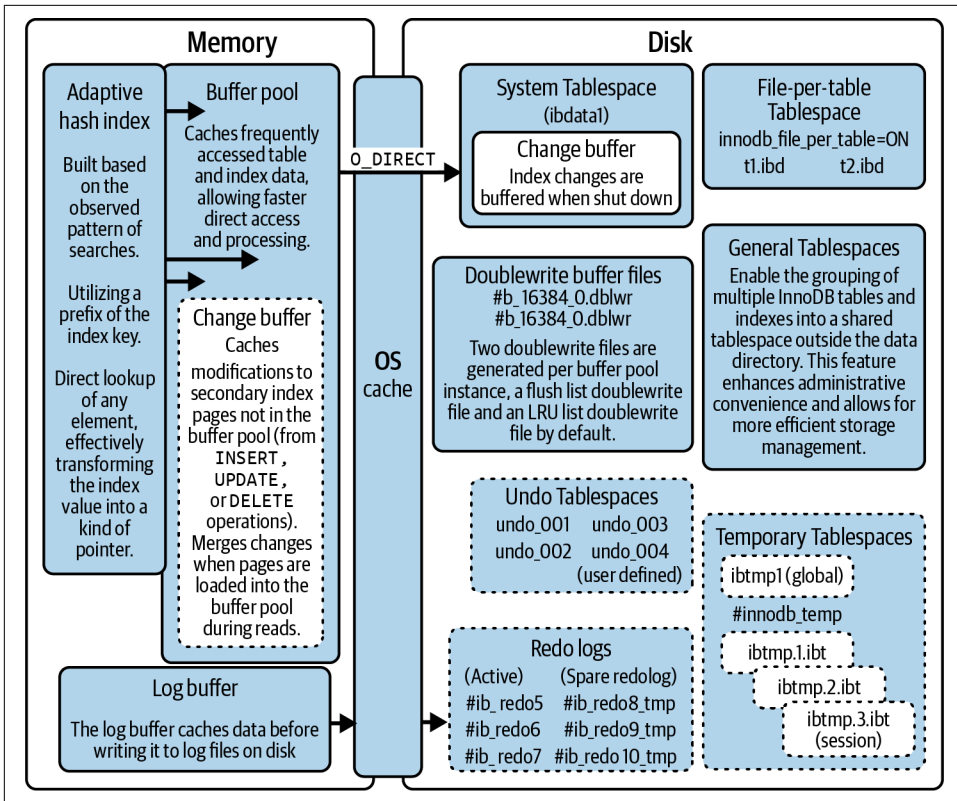 Memory
Adaptive
hash index
Built based
on the
observed
pattern of
searches.
Utilizing a
prefix of the
index key.
Direct lookup
of any
element,
effectively
transforming
the index
value into a
kind of
pointer.
Buffer pool
Caches frequently
accessed table
and index data,
allowing faster
direct access
and processing.
Change buffer
Caches
modifications to
secondary index
pages not in the
buffer pool (from
INSERT,
UPDATE,
or DELETE
operations).
Merges changes
when pages are
loaded into the
buffer pool
during reads.
Log buffer
The log buffer caches data before
writing it to log files on disk
O_DIRECT
OS
cache
Disk
System Tablespace
(ibdata1)
Change buffer
Index changes are
buffered when shut down
File-per-table
Tablespace
innodb_file_per_table=ON
t1.ibd t2.ibd
Doublewrite buffer files
#b_16384_0.dblwr
#b_16384_0.dblwr
Two doublewrite files are
generated per buffer pool
instance, a flush list doublewrite
file and an LRU list doublewrite
file by default.
General Tablespaces
Enable the grouping of
multiple InnoDB tables and
indexes into a shared
tablespace outside the data
directory. This feature
enhances administrative
convenience and allows for
more efficient storage
management.
Undo Tablespaces
undo_001 undo_003
undo_002 undo_004
(user defined)
Temporary Tablespaces
ibtmp1 (global)
#innodb_temp
ibtmp.1.ibt
ibtmp.2.ibt
ibtmp.3.ibt
(session)
Redo logs
(Active) (Spare redolog)
#ib_ redo5 #ib_redo8_tmp
#ib_redo6 #ib_redo9_tmp
#ib_redo7 #ib_redo 10_tmp